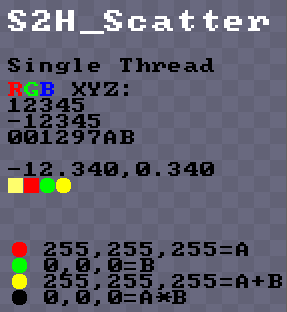 S2H_Scatter
Single Thread
RGB XYZ:
12345
-12345
001297AB
-12.340,0.340
255,255,255=A
0,0,0=B
255,255,255=A+B
0,0,0=A*B